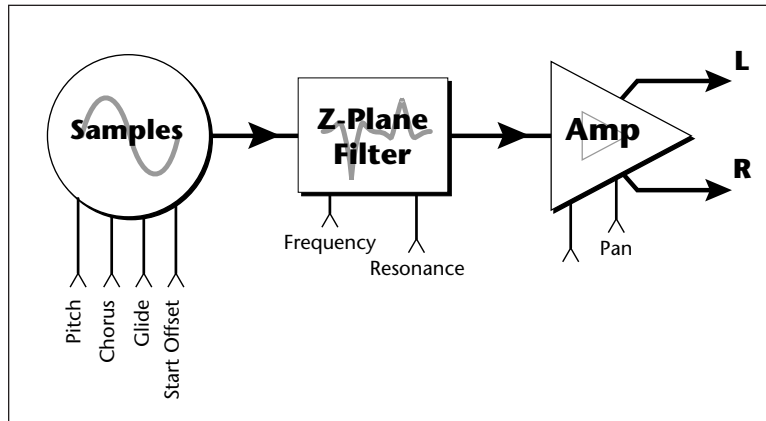 Samples
Z-Plane
Filter
Amp
L
R
Pitch
Chorus
Glide
Start Offset
Frequency
Resonance
Pan